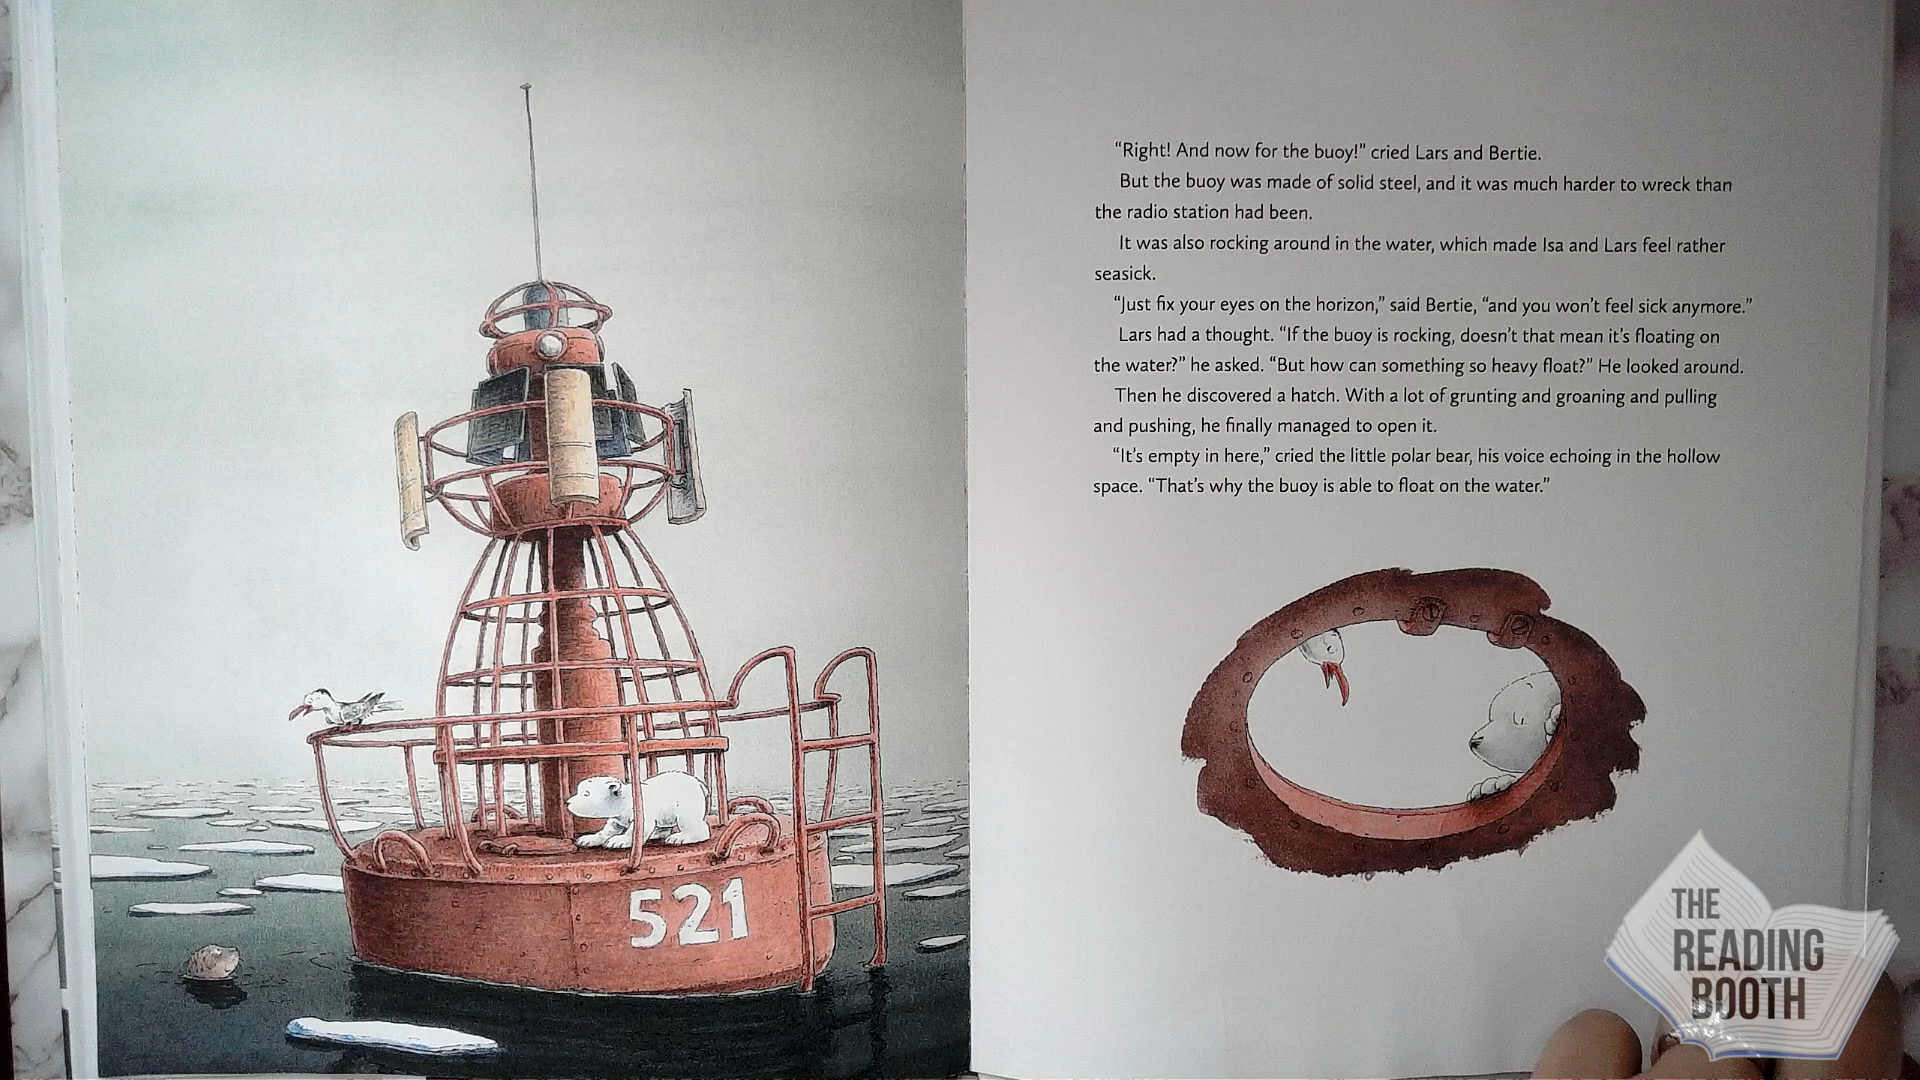 “Right! And now for the buoy!” cried Lars and Bertie.
But the buoy was made of solid steel, and it was much harder to wreck than
the radio station had been.
It was also rocking around in the water, which made Isa and Lars feel rather
seasick.
“Just fix your eyes on the horizon,” said Bertie, “and you won’t feel sick anymore.”
Lars had a thought. “If the buoy is rocking, doesn’t that mean it’s floating on
the water?” he asked. “But how can something so heavy float?” He looked around.
Then he discovered a hatch. With a lot of grunting and groaning and pulling
and pushing, he finally managed to open it.
“It’s empty in here,” cried the little polar bear, his voice echoing in the hollow
space. “That’s why the buoy is able to float on the water.”
521
THE
READING
BOOTH